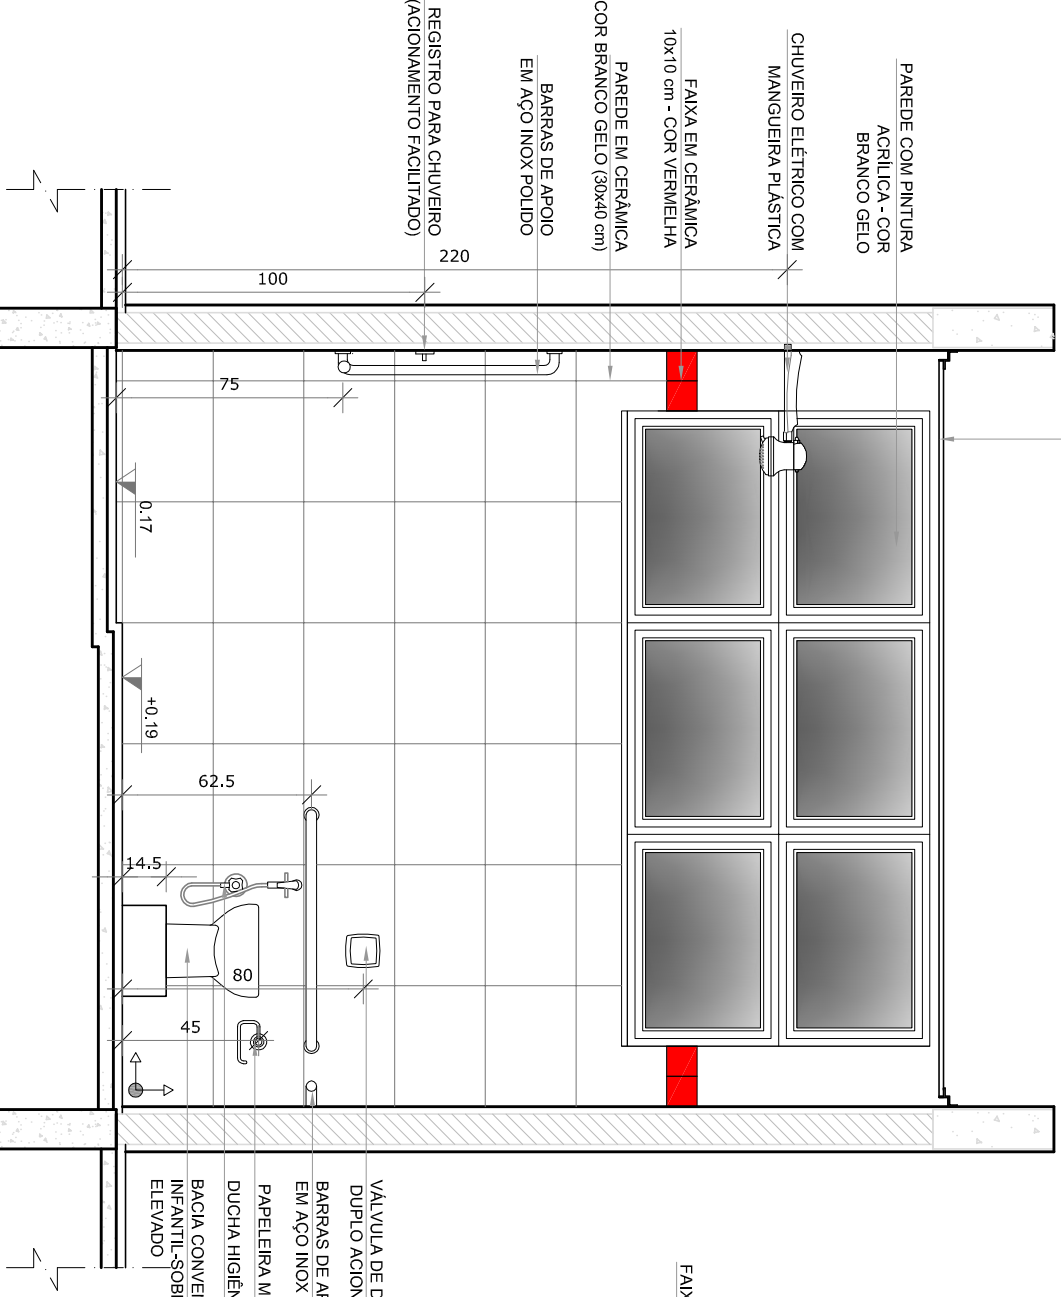 PAREDE COM PINTURA
ACRÍLICA - COR
BRANCO GELO
CHUVEIRO ELÉTRICO COM
MANGUEIRA PLÁSTICA
FAIXA EM CERÂMICA
10x10 cm - COR VERMELHA
PAREDE EM CERÂMICA
COR BRANCO GELO (30x40 cm)
BARRAS DE APOIO
EM AÇO INOX POLIDO
REGISTRO PARA CHUVEIRO
(ACIONAMENTO FACILITADO)
220
100
75
0.17
+0.19
62.5
14.5
80
45
VÁLVULA DE D
DUPLO ACION
BARRAS DE AP
EM AÇO INOX
PAPELEIRA M
DUCHA HIGIÊN
BACIA CONVEN
INFANTIL-SOB
ELEVADO
FAIX